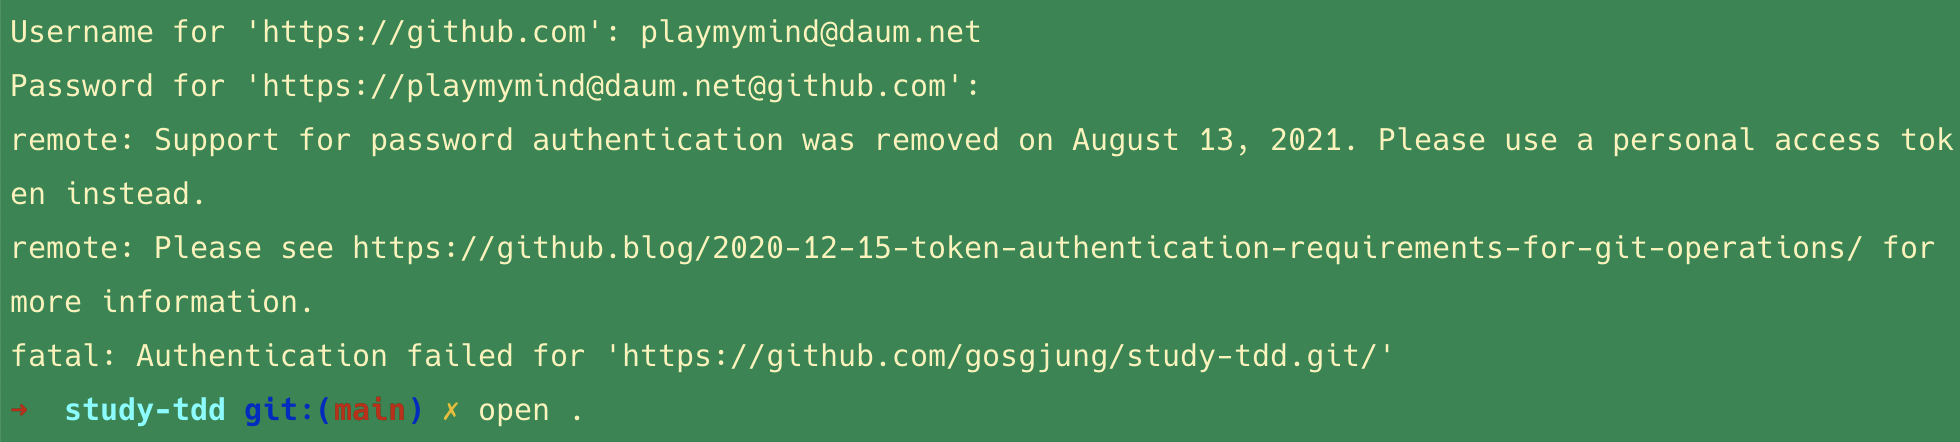 Username for 'https://github.com': playmymind@daum.net
Password for 'https://playmymind@daum.net@github.com':
remote: Support for password authentication was removed on August 13, 2021. Please use a personal access tok
en instead.
remote: Please see https://github.blog/2020-12-15-token-authentication-requirements-for-git-operations/ for
more information.
fatal: Authentication failed for 'https://github.com/gosgjung/study-tdd.git/'
➜  study-tdd git:(main) ✗ open .